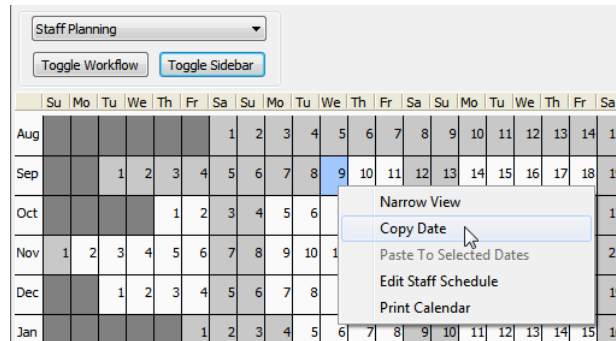 Staff Planning
Toggle Workflow Toggle Sidebar
Su Mo Tu We Th Fr Sa Su Mo Tu We Th Fr Sa Su Mo Tu We Th Fr Sa
Aug 1 2 3 4 5 6 7 8 9 10 11 12 13 14
Sep 1 2 3 4 5 6 7 8 9 10 11 12 13 14 15 16 17 18
Oct 1 2 3 4 5 6
Nov 1 2 3 4 5 6 7 8 9 10
Dec 1 2 3 4 5 6 7 8
Jan 1 2 3 4 5 6 7 8 9 10 11 12 13 14 15
Narrow View
Copy Date
Paste To Selected Dates
Edit Staff Schedule
Print Calendar